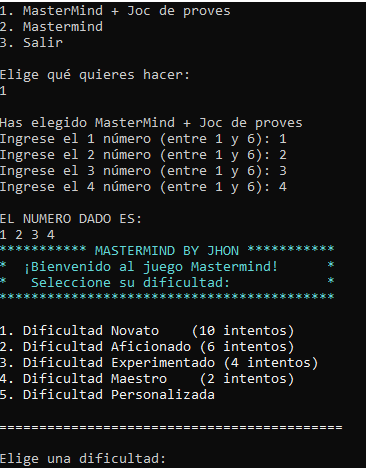 1. MasterMind + Joc de proves
2. Mastermind
3. Salir
Elige qué quieres hacer:
1
Has elegido MasterMind + Joc de proves
Ingrese el 1 número (entre 1 y 6): 1
Ingrese el 2 número (entre 1 y 6): 2
Ingrese el 3 número (entre 1 y 6): 3
Ingrese el 4 número (entre 1 y 6): 4
EL NUMERO DADO ES:
1 2 3 4
*********** MASTERMIND BY JHON ***********
*  ¡Bienvenido al juego Mastermind!      *
*   Seleccione su dificultad:            *
******************************************
1. Dificultad Novato    (10 intentos)
2. Dificultad Aficionado (6 intentos)
3. Dificultad Experimentado (4 intentos)
4. Dificultad Maestro    (2 intentos)
5. Dificultad Personalizada
===========================================
Elige una dificultad: